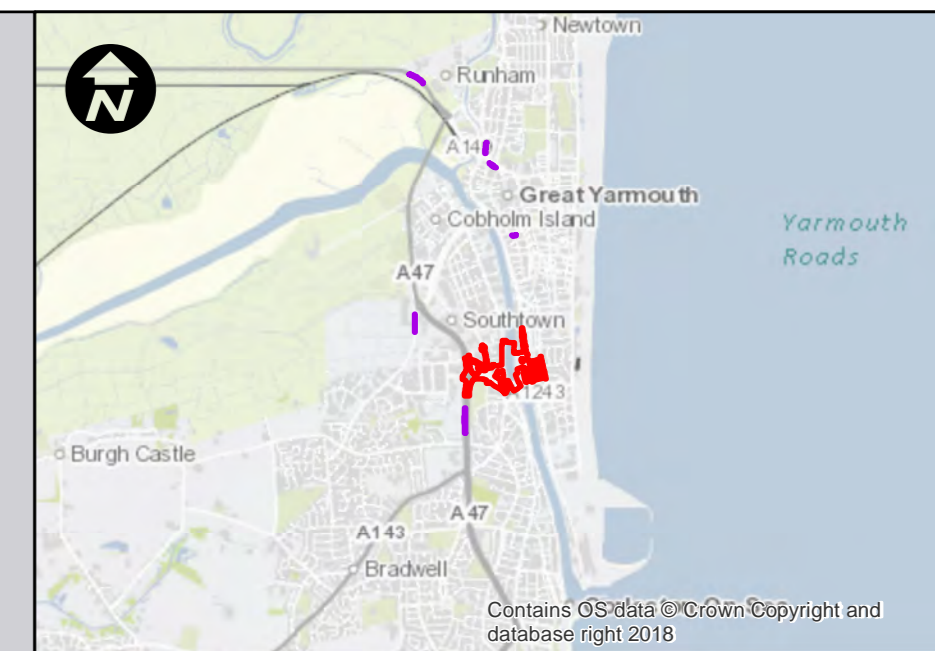 N
Newtown
Runham
A149
Great Yarmouth
Cobholm Island
Yarmouth
Roads
A47
Southtown
A1243
Burgh Castle
A47
A143
Bradwell
Contains OS data © Crown Copyright and
database right 2018